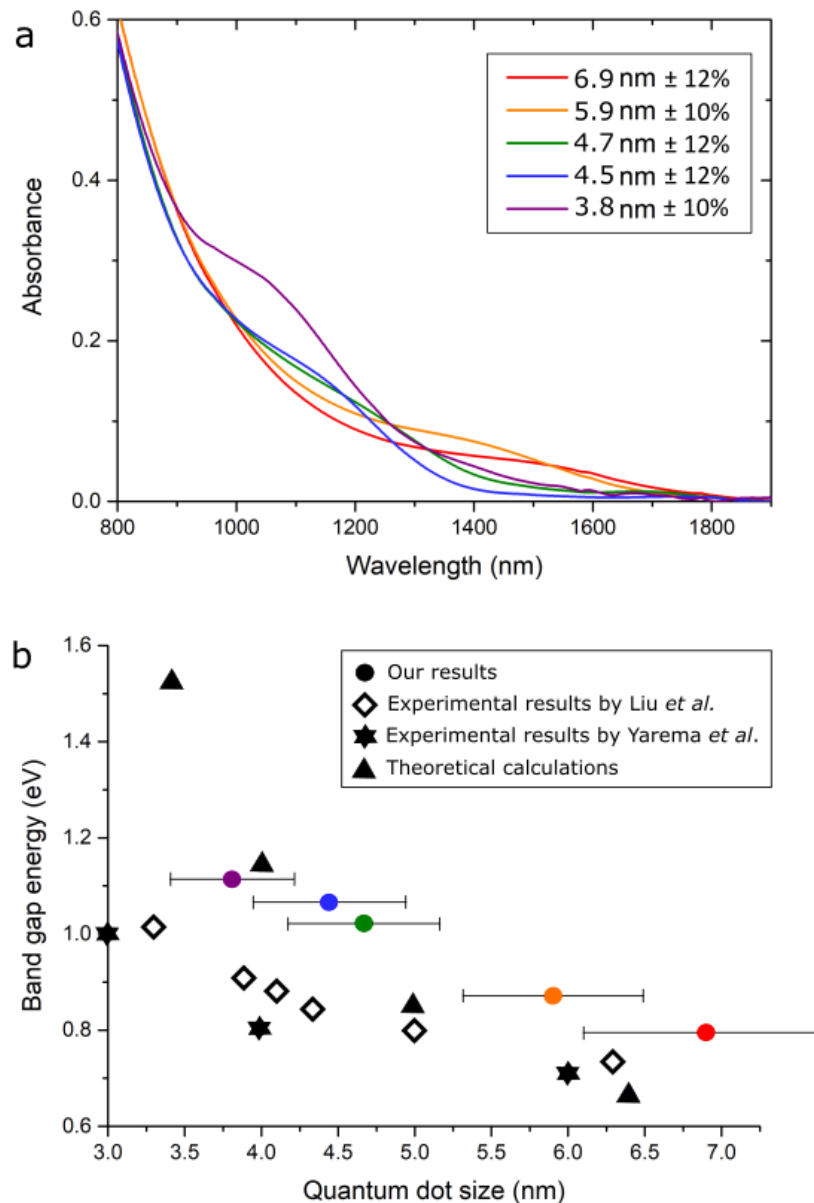 a
0.6
0.4
0.2
0.0
Absorbance
6.9 nm ± 12%
5.9 nm ± 10%
4.7 nm ± 12%
4.5 nm ± 12%
3.8 nm ± 10%
800 1000 1200 1400 1600 1800
Wavelength (nm)
b
1.6
1.4
1.2
1.0
0.8
0.6
Band gap energy (eV)
Our results
Experimental results by Liu et al.
Experimental results by Yarema et al.
Theoretical calculations
3.0 3.5 4.0 4.5 5.0 5.5 6.0 6.5 7.0
Quantum dot size (nm)